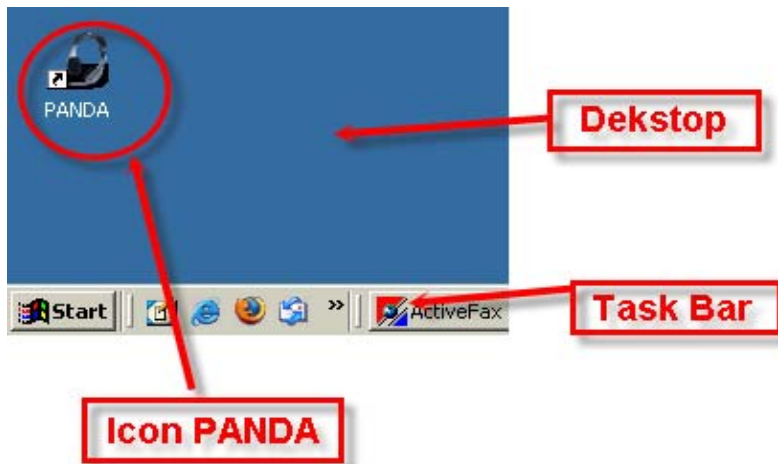 PANDA
Dekstop
Start
»
ActiveFax
Task Bar
Icon PANDA